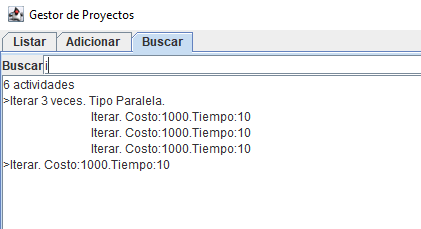 Gestor de Proyectos
Listar Adicionar Buscar
Buscar i
6 actividades
>Iterar 3 veces. Tipo Paralela.
Iterar. Costo:1000.Tiempo:10
Iterar. Costo:1000.Tiempo:10
Iterar. Costo:1000.Tiempo:10
>Iterar. Costo:1000.Tiempo:10